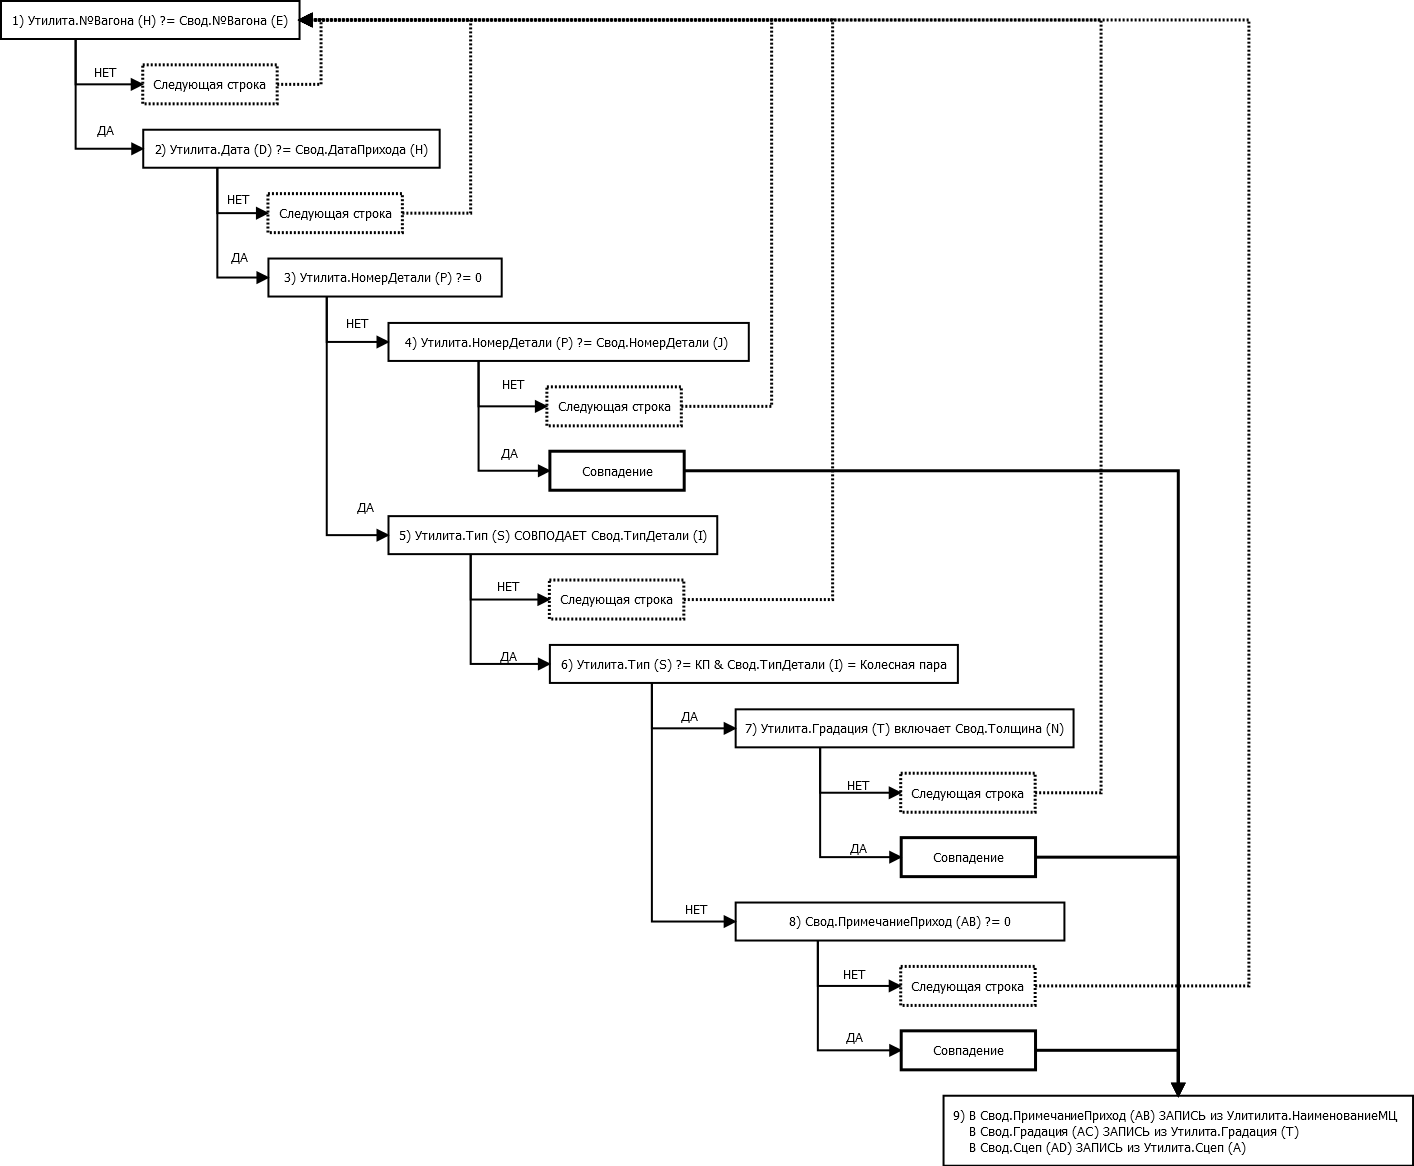 1) Утилита.№Вагона (H) ?= Свод.№Вагона (E)
НЕТ
Следующая строка
ДА
2) Утилита.Дата (D) ?= Свод.ДатаПрихода (H)
НЕТ
Следующая строка
ДА
3) Утилита.НомерДетали (P) ?= 0
НЕТ
4) Утилита.НомерДетали (P) ?= Свод.НомерДетали (J)
НЕТ
Следующая строка
ДА
Совпадение
ДА
5) Утилита.Тип (S) СОВПОДАЕТ Свод.ТипДетали (I)
НЕТ
Следующая строка
ДА
6) Утилита.Тип (S) ?= КП & Свод.ТипДетали (I) = Колесная пара
ДА
7) Утилита.Градация (T) включает Свод.Толщина (N)
НЕТ
Следующая строка
ДА
Совпадение
НЕТ
8) Свод.ПримечаниеПриход (AB) ?= 0
НЕТ
Следующая строка
ДА
Совпадение
9) В Свод.ПримечаниеПриход (AB) ЗАПИСЬ из Улитилита.НаименованиеМЦ
В Свод.Градация (AC) ЗАПИСЬ из Утилита.Градация (T)
В Свод.Сцеп (AD) ЗАПИСЬ из Утилита.Сцеп (A)